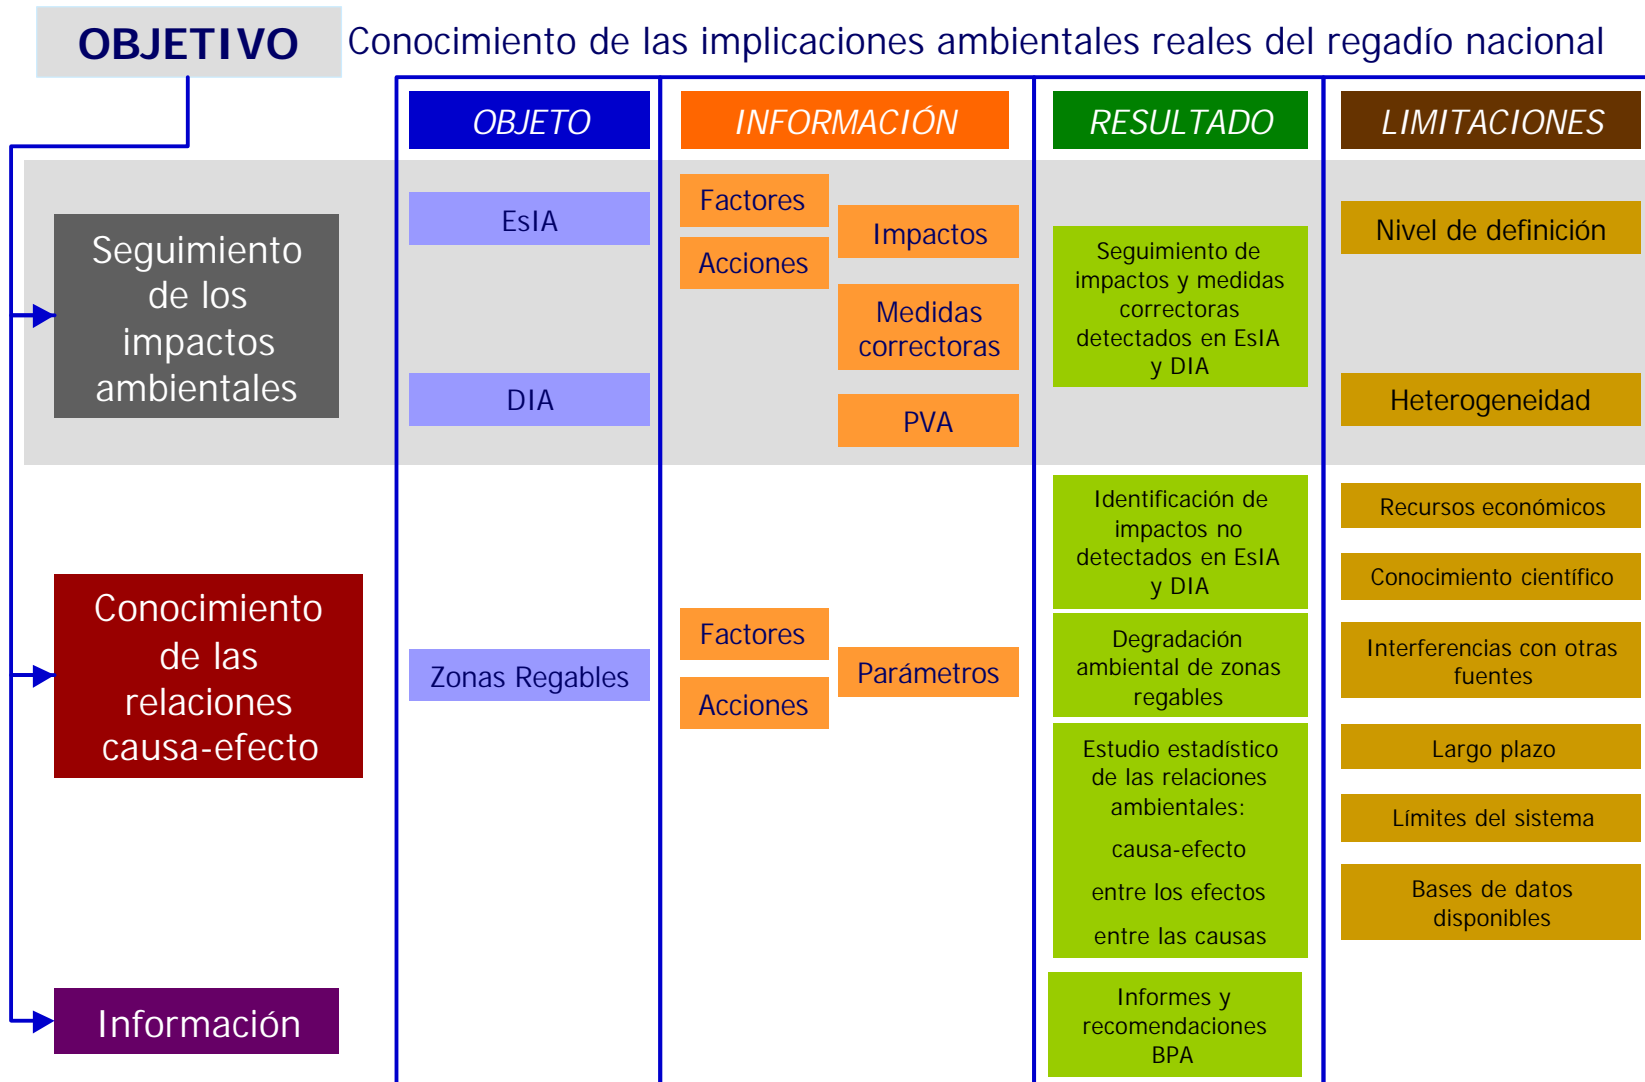 OBJETIVO
Conocimiento de las implicaciones ambientales reales del regadío nacional
OBJETO
INFORMACIÓN
RESULTADO
LIMITACIONES
Seguimiento
de los
impactos
ambientales
EsIA
DIA
Factores
Acciones
Impactos
Medidas
correctoras
PVA
Seguimiento de
impactos y medidas
correctoras
detectados en EsIA
y DIA
Nivel de definición
Heterogeneidad
Conocimiento
de las
relaciones
causa-efecto
Zonas Regables
Factores
Acciones
Parámetros
Identificación de
impactos no
detectados en EsIA
y DIA
Degradación
ambiental de zonas
regables
Estudio estadístico
de las relaciones
ambientales:
causa-efecto
entre los efectos
entre las causas
Recursos económicos
Conocimiento científico
Interferencias con otras
fuentes
Largo plazo
Límites del sistema
Bases de datos
disponibles
Información
Informes y
recomendaciones
BPA